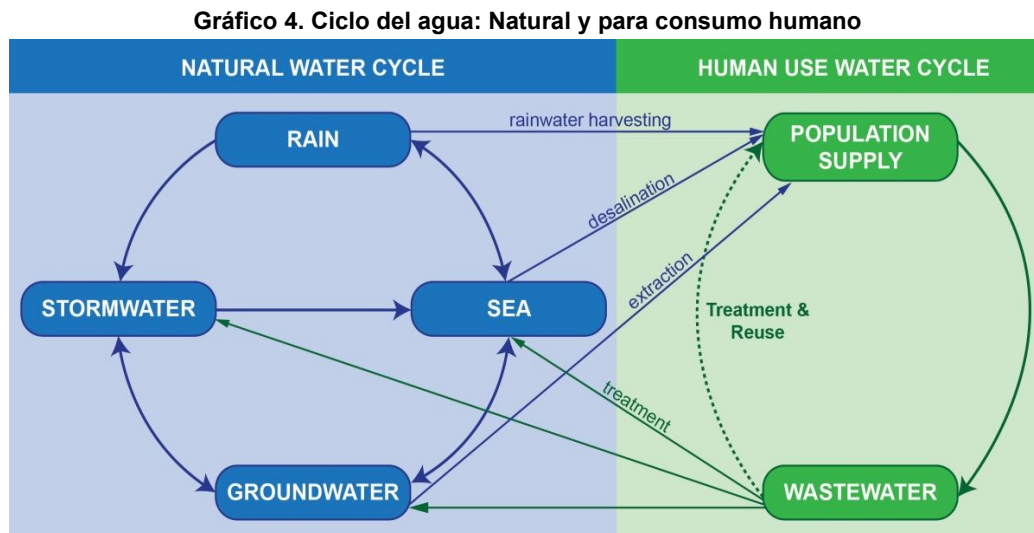 Gráfico 4. Ciclo del agua: Natural y para consumo humano
NATURAL WATER CYCLE
HUMAN USE WATER CYCLE
RAIN
rainwater harvesting
POPULATION
SUPPLY
desalination
extraction
STORMWATER
SEA
Treatment &
Reuse
treatment
GROUNDWATER
WASTEWATER